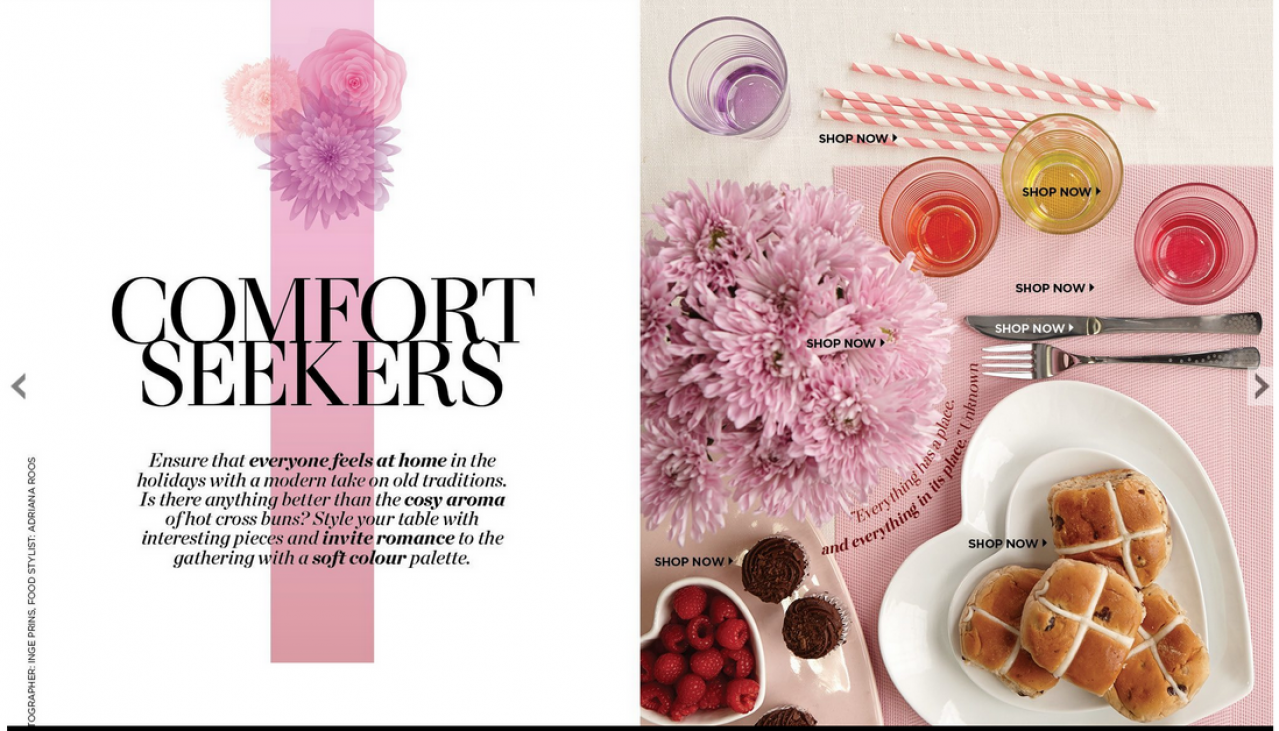 COMFORT
SEEKERS
Ensure that everyone feels at home in the
holidays with a modern take on old traditions.
Is there anything better than the cosy aroma
of hot cross buns? Style your table with
interesting pieces and invite romance to the
gathering with a soft colour palette.
TOGRAPHER: INGE PRINS, FOOD STYLIST: ADRIANA ROOS
SHOP NOW
SHOP NOW
SHOP NOW
SHOP NOW
SHOP NOW
"Everything has a place,
and everything in its place." Unknown
SHOP NOW
SHOP NOW